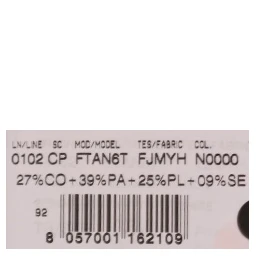 LN/LINE SC MOD/MODEL TES/FABRIC COL.
0102 CP FTAN6T FJMYH N0000
27%CO+39%PA+25%PL+09%SE
92
8 057001 162109